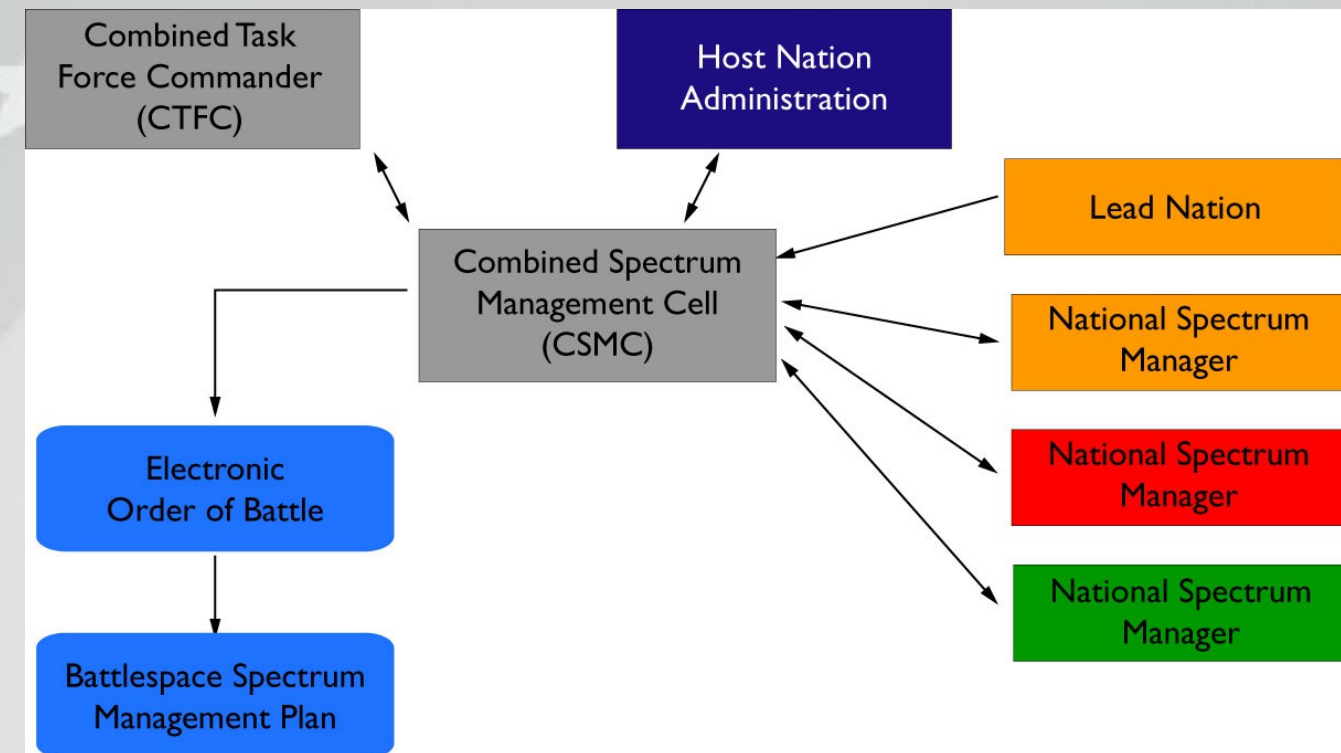 Combined Task
Force Commander
(CTFC)
Host Nation
Administration
Lead Nation
Combined Spectrum
Management Cell
(CSMC)
National Spectrum
Manager
National Spectrum
Manager
National Spectrum
Manager
Electronic
Order of Battle
Battlespace Spectrum
Management Plan